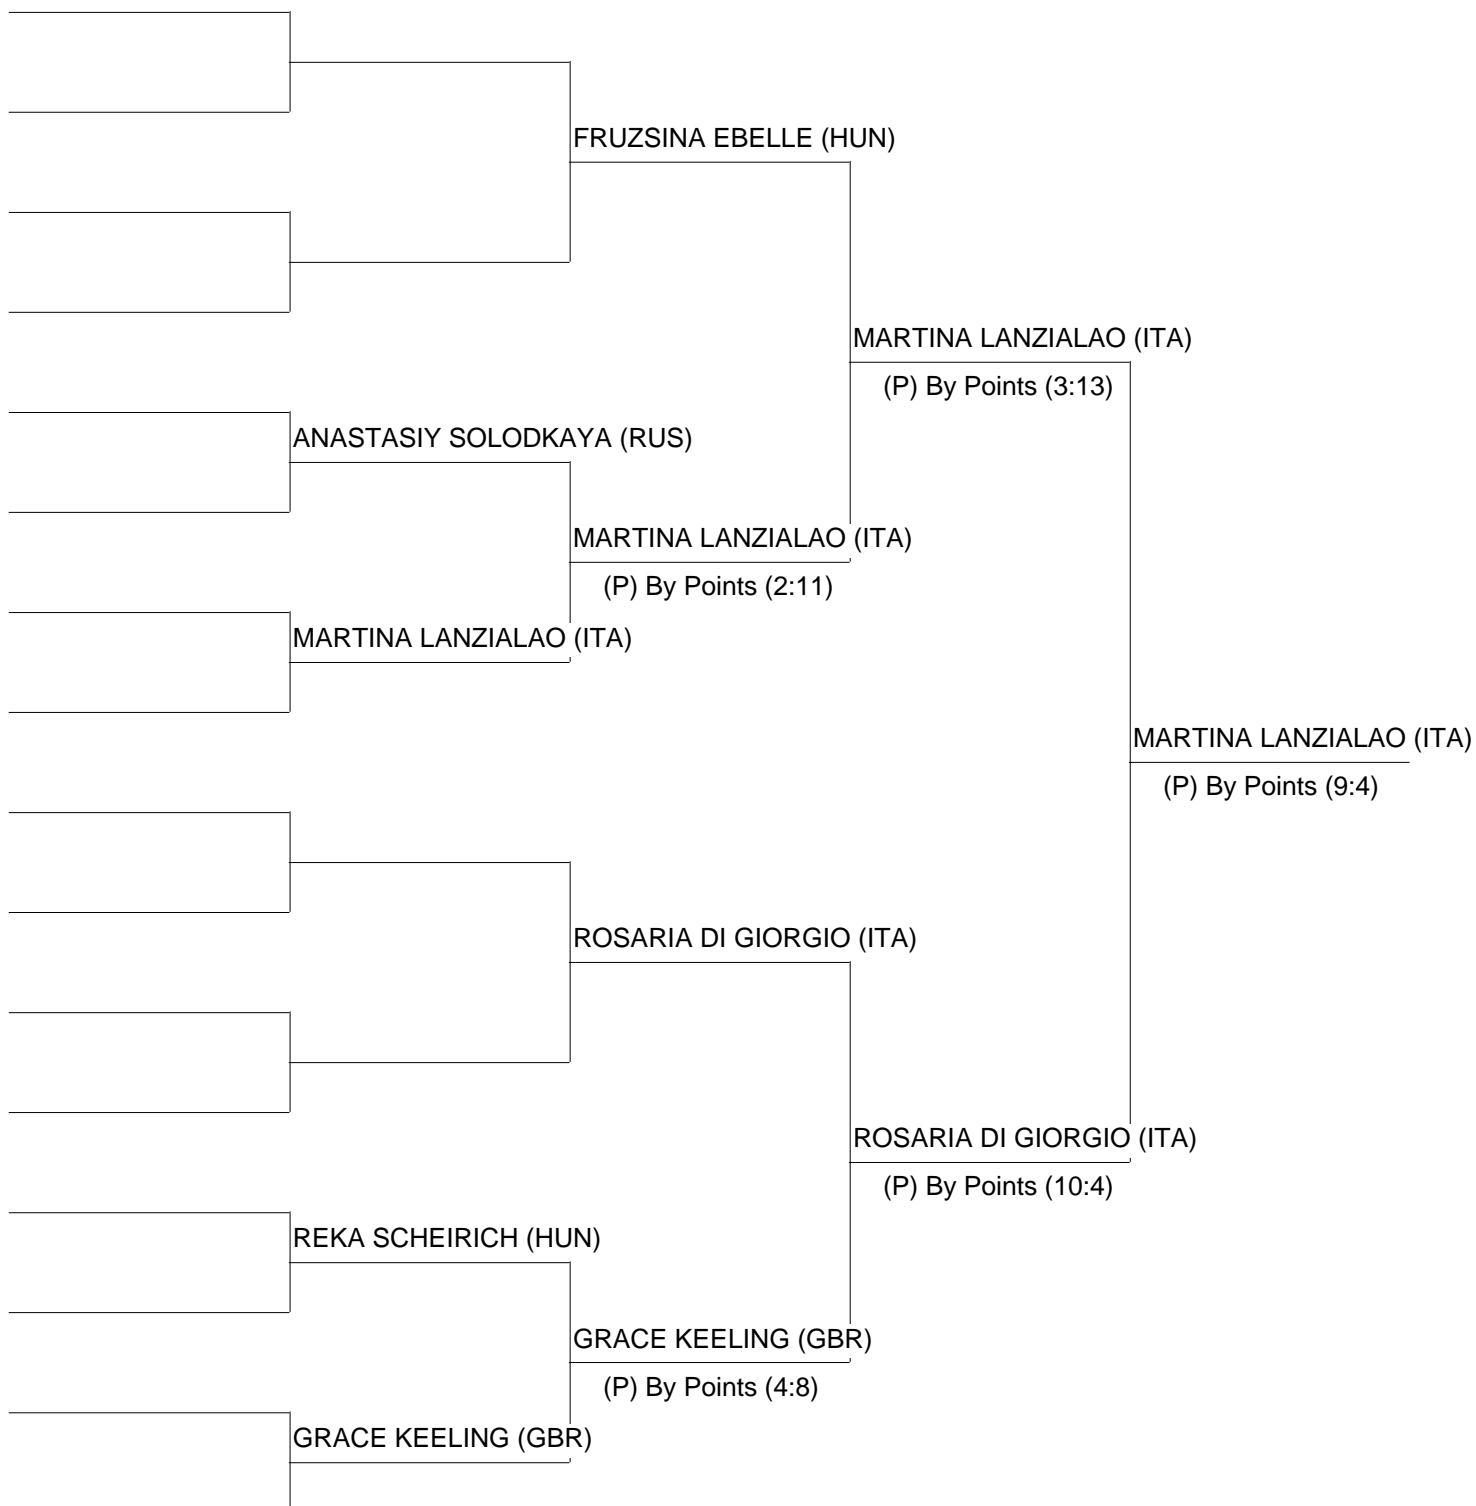 FRUZSINA EBELLE (HUN)
MARTINA LANZIALAO (ITA)
(P) By Points (3:13)
ANASTASIY SOLODKAYA (RUS)
MARTINA LANZIALAO (ITA)
(P) By Points (2:11)
MARTINA LANZIALAO (ITA)
MARTINA LANZIALAO (ITA)
(P) By Points (9:4)
ROSARIA DI GIORGIO (ITA)
ROSARIA DI GIORGIO (ITA)
(P) By Points (10:4)
REKA SCHEIRICH (HUN)
GRACE KEELING (GBR)
(P) By Points (4:8)
GRACE KEELING (GBR)